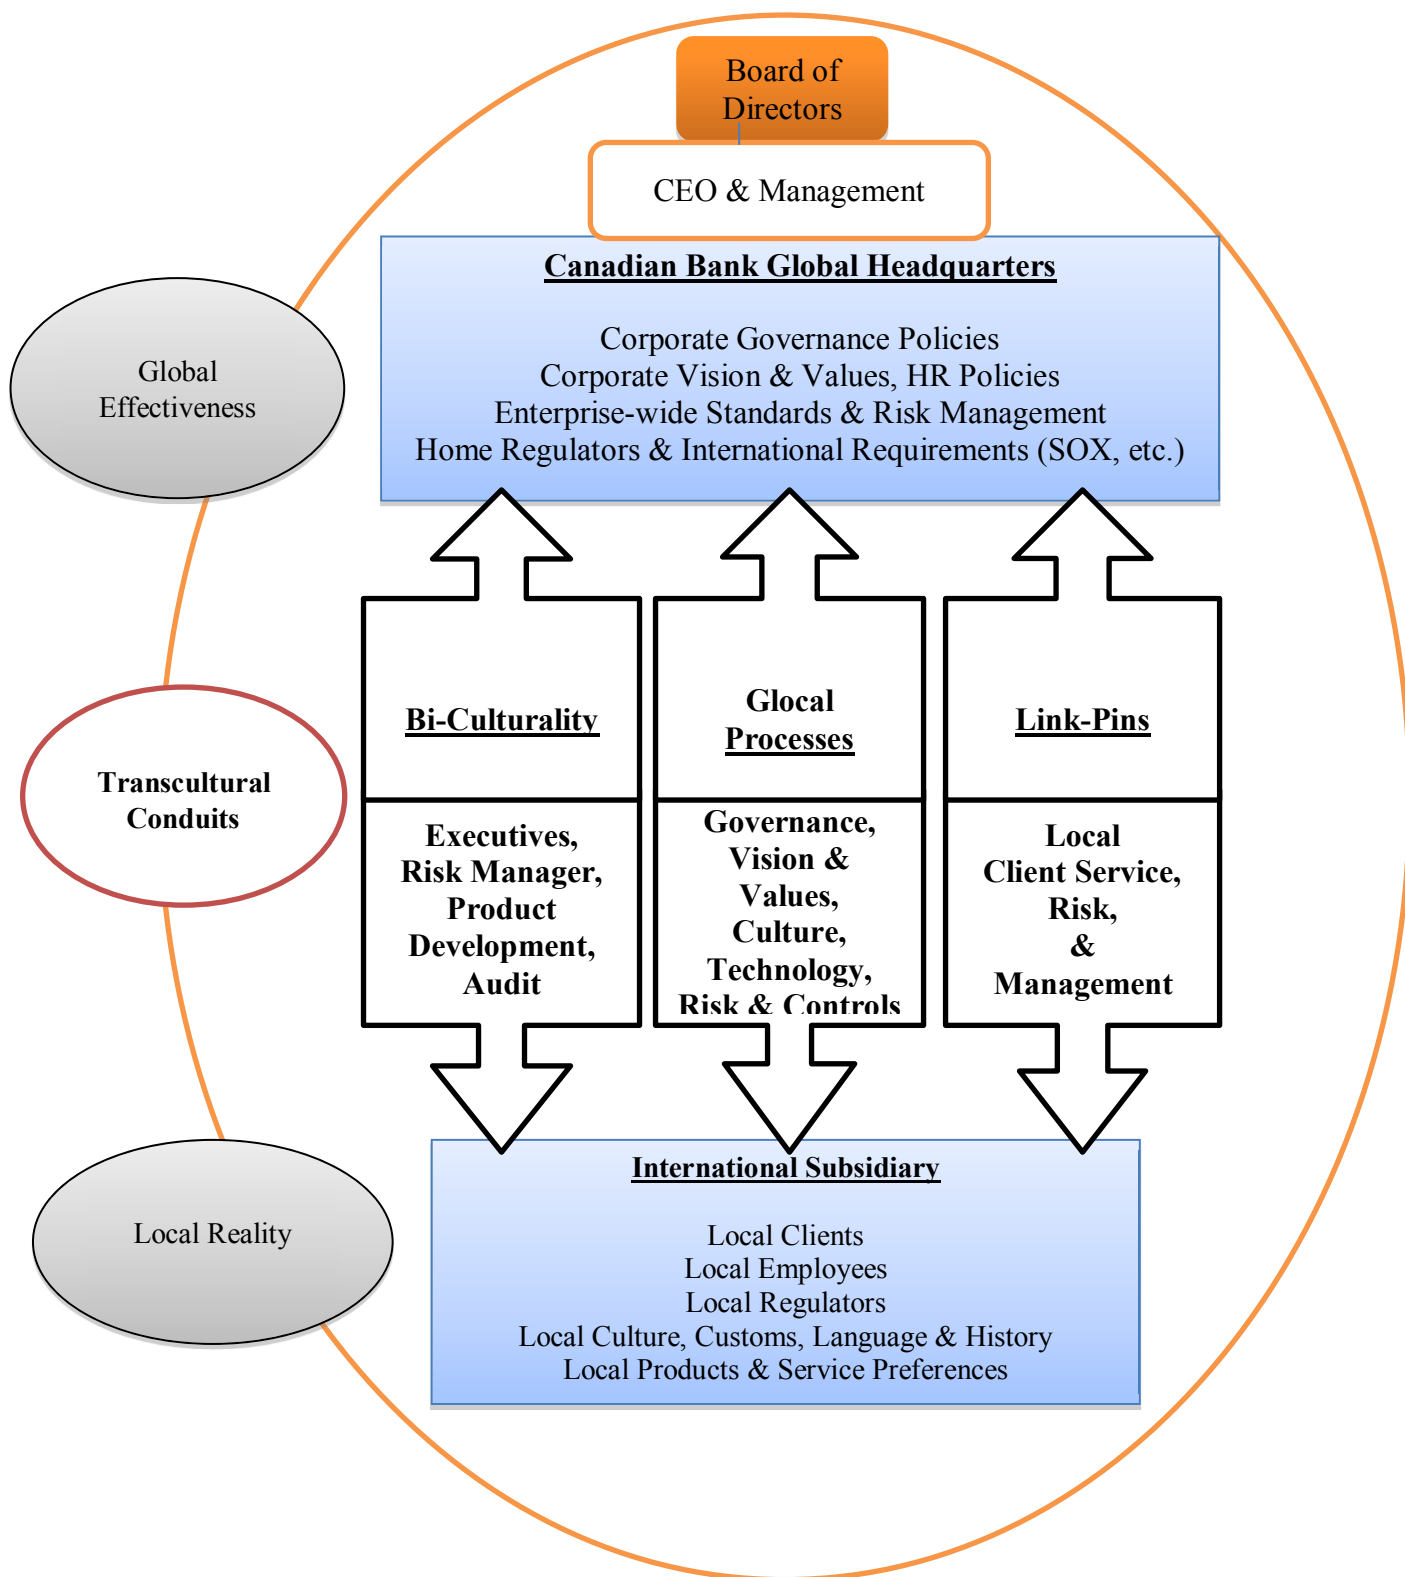 Board of
Directors
CEO & Management
Canadian Bank Global Headquarters
Corporate Governance Policies
Corporate Vision & Values, HR Policies
Enterprise-wide Standards & Risk Management
Home Regulators & International Requirements (SOX, etc.)
Global
Effectiveness
Bi-Culturality
Glocal
Processes
Link-Pins
Transcultural
Conduits
Executives,
Risk Manager,
Product
Development,
Audit
Governance,
Vision &
Values,
Culture,
Technology,
Risk & Controls
Local
Client Service,
Risk,
&
Management
Local Reality
International Subsidiary
Local Clients
Local Employees
Local Regulators
Local Culture, Customs, Language & History
Local Products & Service Preferences